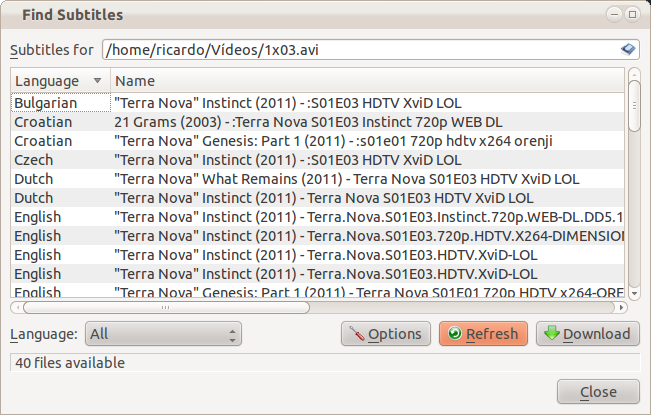 Find Subtitles
Subtitles for /home/ricardo/Vídeos/1x03.avi
Language Name
Bulgarian "Terra Nova" Instinct (2011) - :S01E03 HDTV XviD LOL
Croatian 21 Grams (2003) - :Terra Nova S01E03 Instinct 720p WEB DL
Croatian "Terra Nova" Genesis: Part 1 (2011) - :s01e01 720p hdtv x264 orenji
Czech "Terra Nova" Instinct (2011) - :S01E03 HDTV XviD LOL
Dutch "Terra Nova" What Remains (2011) - Terra Nova S01E03 HDTV XviD LOL
Dutch "Terra Nova" Instinct (2011) - Terra Nova S01E03 HDTV XviD LOL
English "Terra Nova" Instinct (2011) - Terra.Nova.S01E03.Instinct.720p.WEB-DL.DD5.1
English "Terra Nova" Instinct (2011) - Terra.Nova.S01E03.720p.HDTV.X264-DIMENSION
English "Terra Nova" Instinct (2011) - Terra.Nova.S01E03.HDTV.XviD-LOL
English "Terra Nova" Instinct (2011) - Terra.Nova.S01E03.HDTV.XviD-LOL
English "Terra Nova" Genesis: Part 1 (2011) - Terra Nova S01E01 720p HDTV x264-ORE
Language: All Options Refresh Download
40 files available
Close